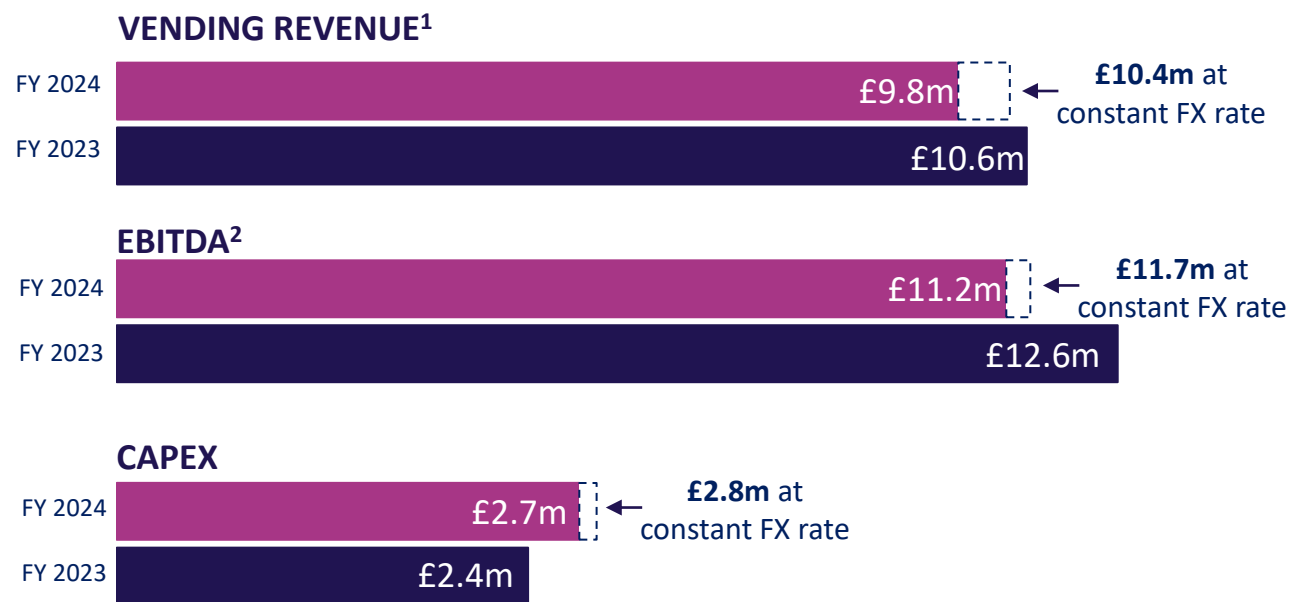 VENDING REVENUE¹
FY 2024
£9.8m
£10.4m at
constant FX rate
FY 2023
£10.6m
EBITDA²
FY 2024
£11.2m
£11.7m at
constant FX rate
FY 2023
£12.6m
CAPEX
FY 2024
£2.7m
£2.8m at
constant FX rate
FY 2023
£2.4m